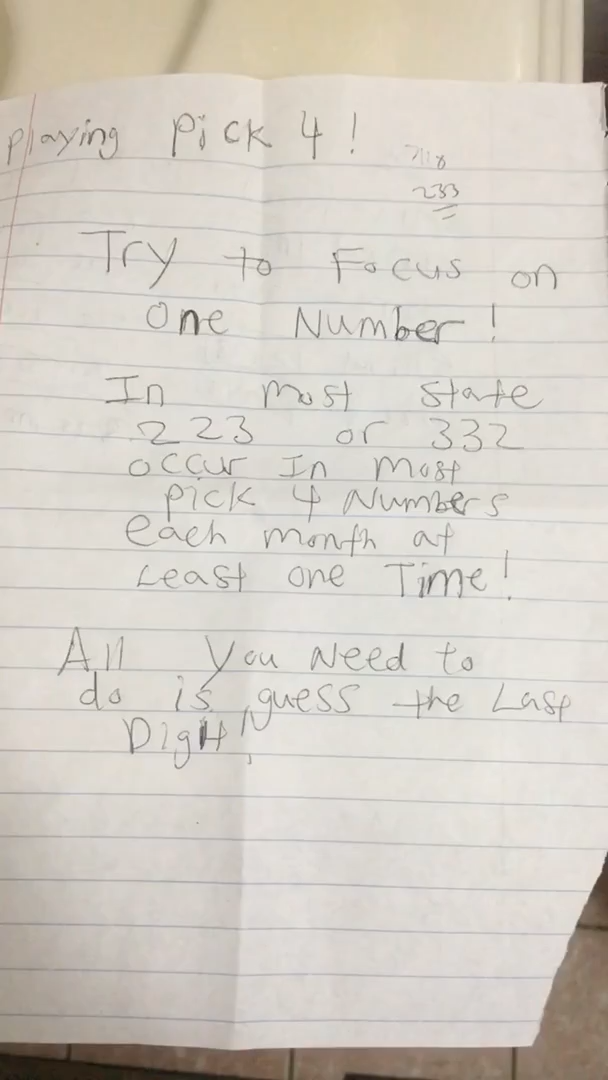 Playing Pick 4!
233
Try to Focus on
One Number!
In most state
223 or 332
occur In most
pick 4 Numbers
each month at
Least one Time!
All you Need to
do is guess the Last
Digit!